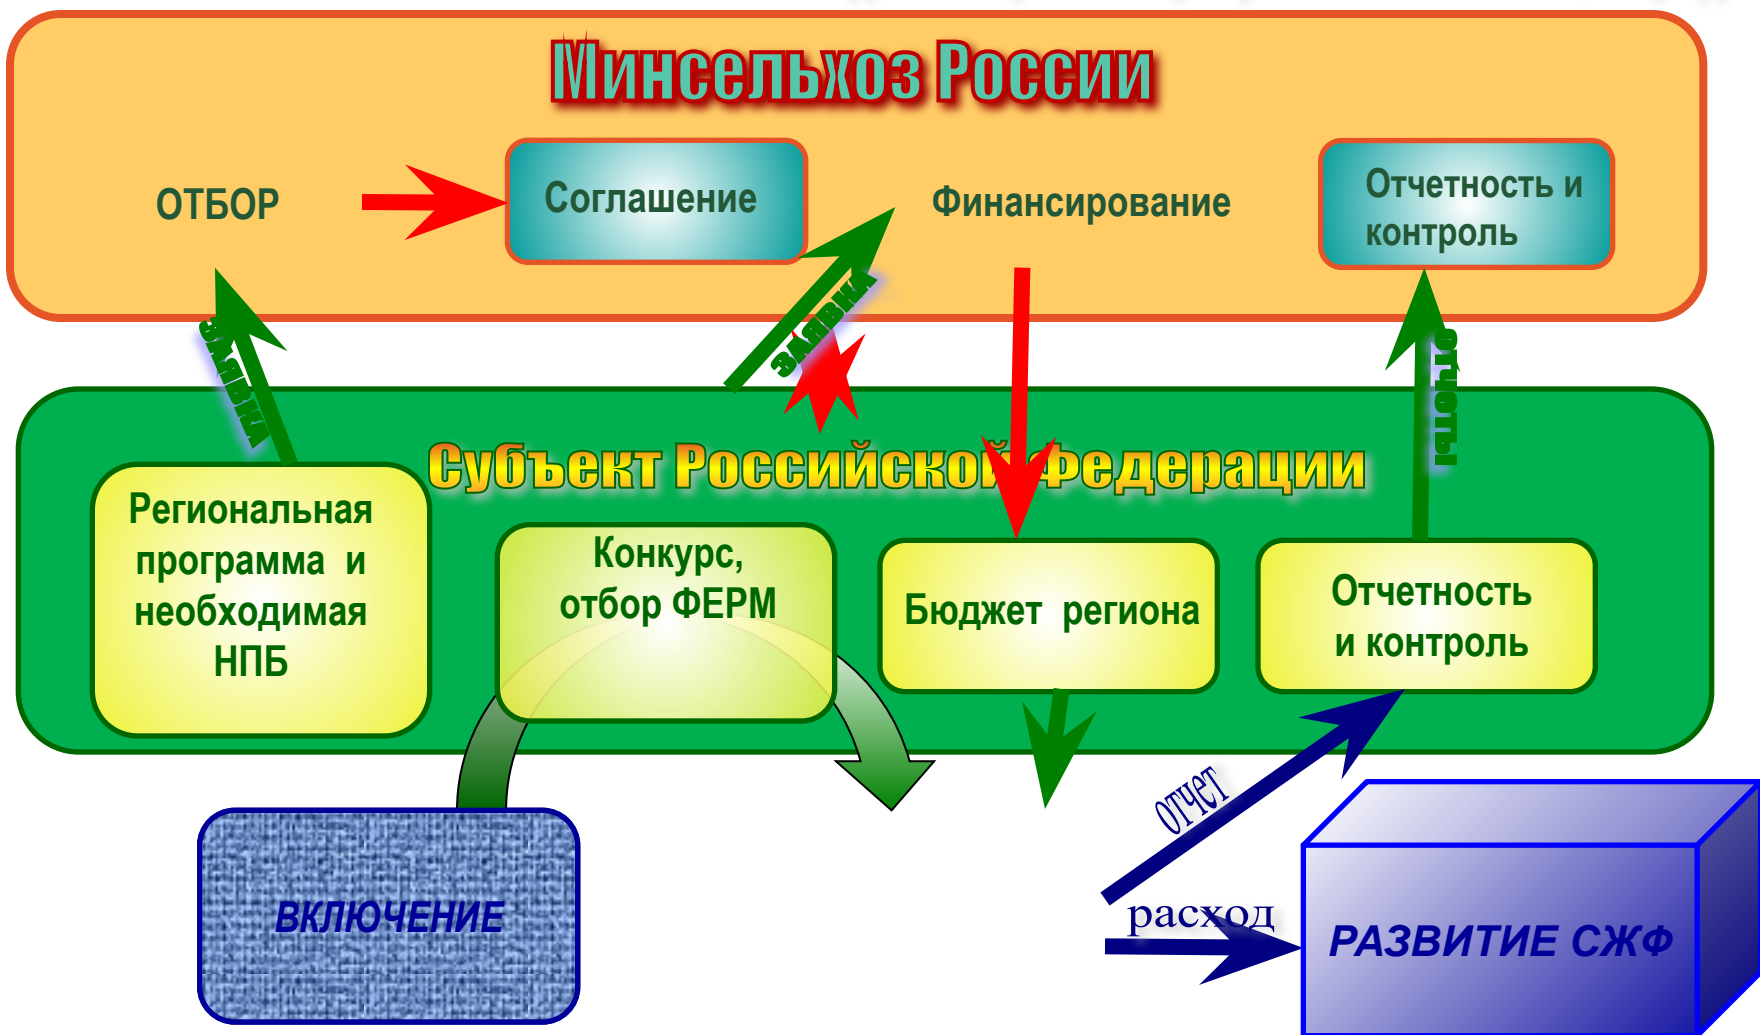 Минсельхоз России
ОТБОР
Соглашение
Финансирование
Отчетность и
контроль
ЗАЯВКИ
ЗАЯВКА
отчеты
Субъект Российской Федерации
Региональная
программа и
необходимая
НПБ
Конкурс,
отбор ФЕРМ
Бюджет региона
Отчетность
и контроль
отчет
расход
ВКЛЮЧЕНИЕ
РАЗВИТИЕ СЖФ